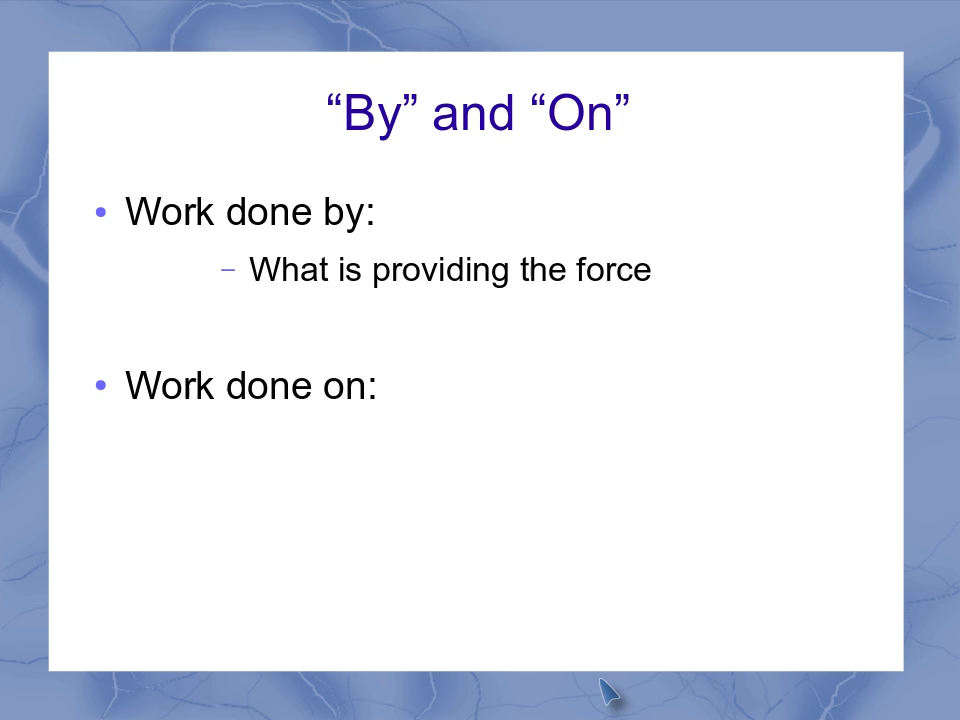 “By” and “On”
• Work done by:
– What is providing the force
• Work done on: